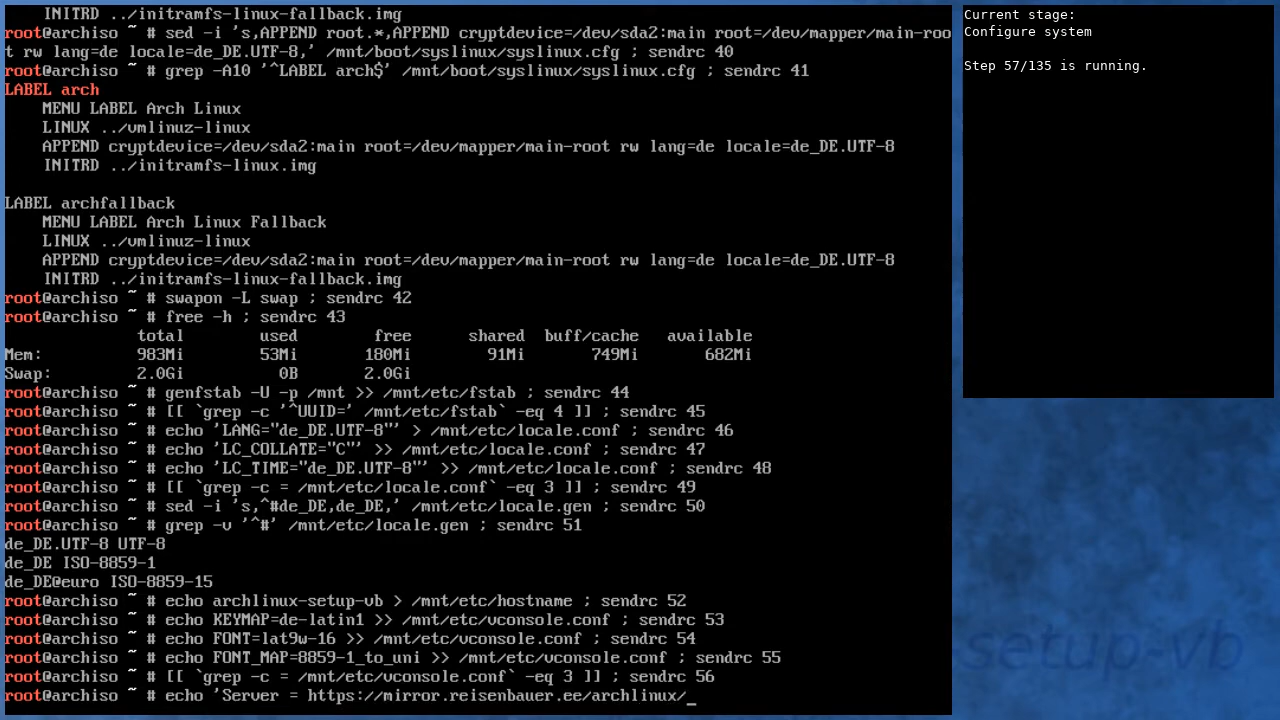 INITRD ../initramfs-linux-fallback.img
root@archiso ~ # sed -i 's,APPEND root.*,APPEND cryptdevice=/dev/sda2:main root=/dev/mapper/main-roo
t rw lang=de locale=de_DE.UTF-8,' /mnt/boot/syslinux/syslinux.cfg ; sendrc 40
root@archiso ~ # grep -A10 '^LABEL arch$' /mnt/boot/syslinux/syslinux.cfg ; sendrc 41
LABEL arch
    MENU LABEL Arch Linux
    LINUX ../vmlinuz-linux
    APPEND cryptdevice=/dev/sda2:main root=/dev/mapper/main-root rw lang=de locale=de_DE.UTF-8
    INITRD ../initramfs-linux.img

LABEL archfallback
    MENU LABEL Arch Linux Fallback
    LINUX ../vmlinuz-linux
    APPEND cryptdevice=/dev/sda2:main root=/dev/mapper/main-root rw lang=de locale=de_DE.UTF-8
    INITRD ../initramfs-linux-fallback.img
root@archiso ~ # swapon -L swap ; sendrc 42
root@archiso ~ # free -h ; sendrc 43
              total        used        free      shared  buff/cache   available
Mem:          983Mi        53Mi       180Mi        91Mi       749Mi       682Mi
Swap:         2.0Gi          0B       2.0Gi
root@archiso ~ # genfstab -U -p /mnt >> /mnt/etc/fstab ; sendrc 44
root@archiso ~ # [[ `grep -c '^UUID=' /mnt/etc/fstab` -eq 4 ]] ; sendrc 45
root@archiso ~ # echo 'LANG="de_DE.UTF-8"' > /mnt/etc/locale.conf ; sendrc 46
root@archiso ~ # echo 'LC_COLLATE="C"' >> /mnt/etc/locale.conf ; sendrc 47
root@archiso ~ # echo 'LC_TIME="de_DE.UTF-8"' >> /mnt/etc/locale.conf ; sendrc 48
root@archiso ~ # [[ `grep -c = /mnt/etc/locale.conf` -eq 3 ]] ; sendrc 49
root@archiso ~ # sed -i 's,^#de_DE,de_DE,' /mnt/etc/locale.gen ; sendrc 50
root@archiso ~ # grep -v '^#' /mnt/etc/locale.gen ; sendrc 51
de_DE.UTF-8 UTF-8
de_DE ISO-8859-1
de_DE@euro ISO-8859-15
root@archiso ~ # echo archlinux-setup-vb > /mnt/etc/hostname ; sendrc 52
root@archiso ~ # echo KEYMAP=de-latin1 >> /mnt/etc/vconsole.conf ; sendrc 53
root@archiso ~ # echo FONT=lat9w-16 >> /mnt/etc/vconsole.conf ; sendrc 54
root@archiso ~ # echo FONT_MAP=8859-1_to_uni >> /mnt/etc/vconsole.conf ; sendrc 55
root@archiso ~ # [[ `grep -c = /mnt/etc/vconsole.conf` -eq 3 ]] ; sendrc 56
root@archiso ~ # echo 'Server = https://mirror.reisenbauer.ee/archlinux/_
Current stage:
Configure system

Step 57/135 is running.
setup-vb